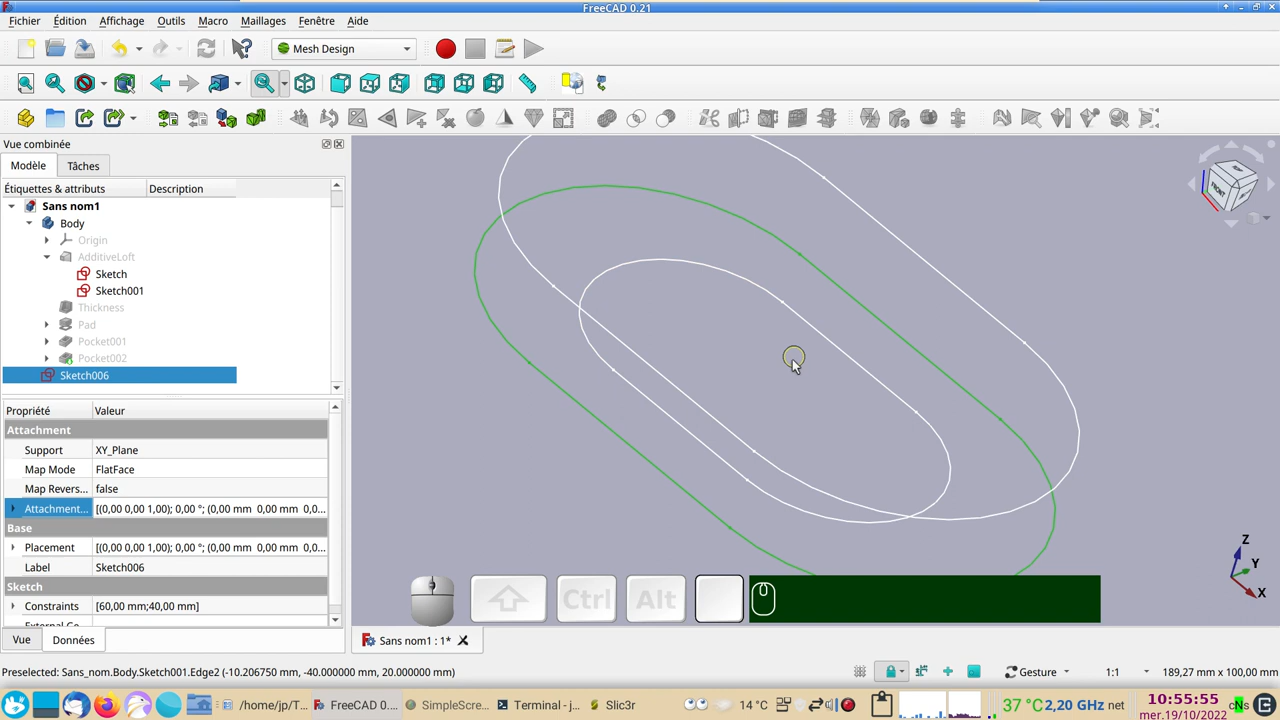 FreeCAD 0.21
Fichier Édition Affichage Outils Macro Maillages Fenêtre Aide
Mesh Design
Vue combinée
Modèle Tâches
Étiquettes & attributs Description
Sans nom1
Body
Origin
AdditiveLoft
Sketch
Sketch001
Thickness
Pad
Pocket001
Pocket002
Sketch006
Propriété Valeur
Attachment
Support XY_Plane
Map Mode FlatFace
Map Revers... false
Attachment... [(0,00 0,00 1,00); 0,00 °; (0,00 mm 0,00 mm 0,0...
Base
Placement [(0,00 0,00 1,00); 0,00 °; (0,00 mm 0,00 mm 0,0...
Label Sketch006
Sketch
Constraints [60,00 mm;40,00 mm]
Vue Données
FRONT
Z
Y
X
Ctrl Alt
Sans nom1 : 1*
Preselected: Sans_nom.Body.Sketch001.Edge2 (-10.206750 mm, -40.000000 mm, 20.000000 mm)
Gesture 1:1 189,27 mm x 100,00 mm
/home/jp/T... FreeCAD 0.... SimpleScre... Terminal - j... Slic3r 14 °C 37 °C 2,20 GHz net 10:55:55 cNs
mer.19/10/2022